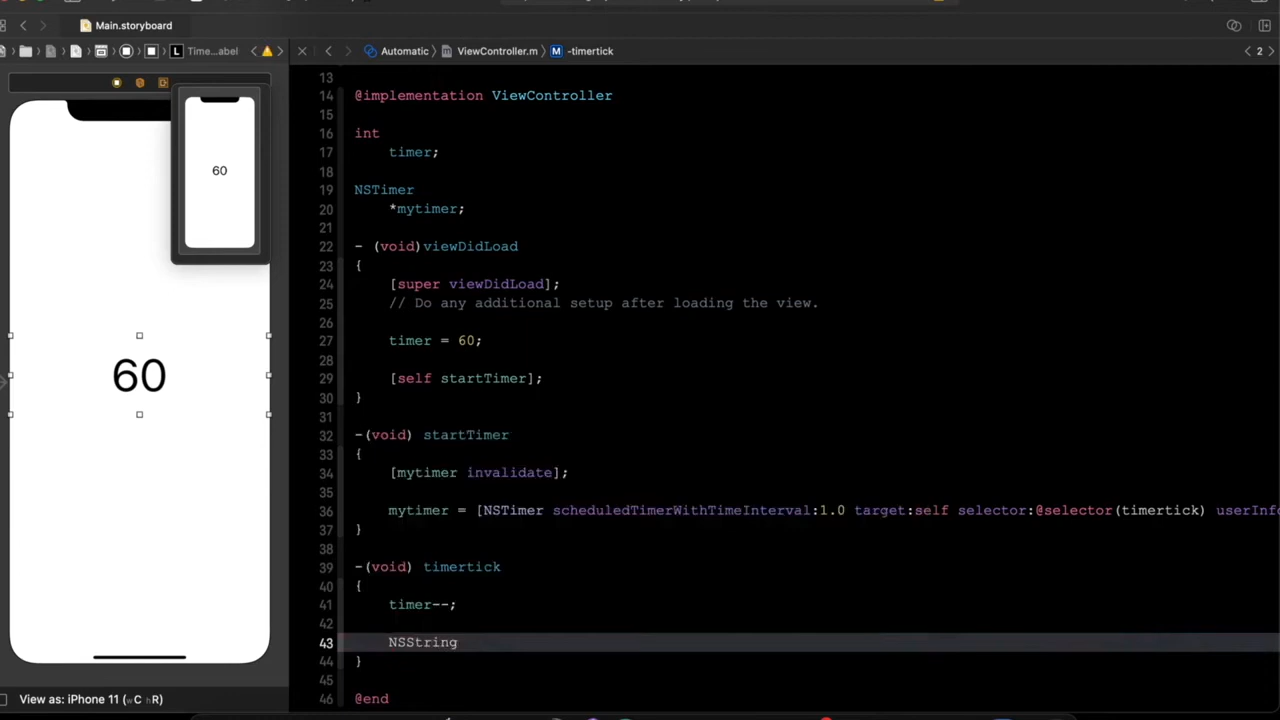 Main.storyboard
L Time...abel
Automatic ViewController.m M -timertick
2
60
60
View as: iPhone 11 (wC hR)
13
14 @implementation ViewController
15
16 int
17 timer;
18
19 NSTimer
20 *mytimer;
21
22 - (void)viewDidLoad
23 {
24 [super viewDidLoad];
25 // Do any additional setup after loading the view.
26
27 timer = 60;
28
29 [self startTimer];
30 }
31
32 -(void) startTimer
33 {
34 [mytimer invalidate];
35
36 mytimer = [NSTimer scheduledTimerWithTimeInterval:1.0 target:self selector:@selector(timertick) userInfo
37 }
38
39 -(void) timertick
40 {
41 timer--;
42
43 NSString
44 }
45
46 @end